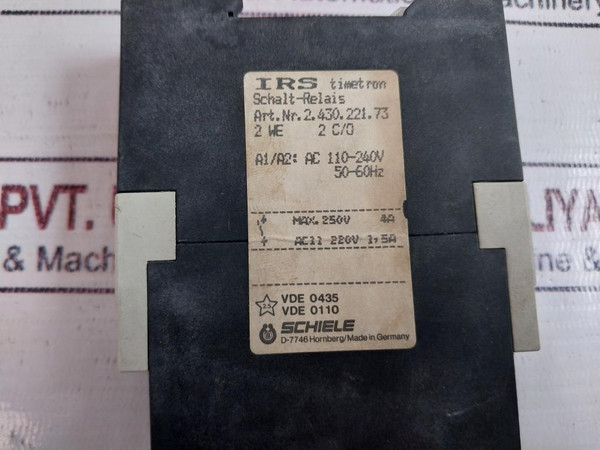 IRS timetron
Schalt-Relais
Art.Nr.2.430.221.73
2 WE 2 C/O
A1/A2: AC 110-240V
50-60Hz
MAX.250V 4A
AC11 220V 1,5A
2.5
VDE 0435
VDE 0110
SCHIELE
D-7746 Hornberg/Made in Germany
PVT.
& Mach
LIYA
ne &